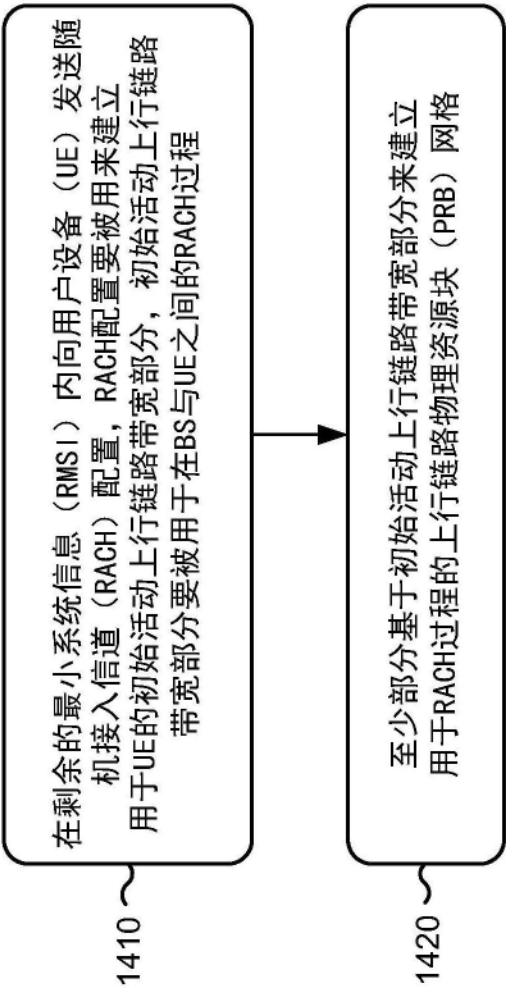 在剩余的最小系统信息（RMSI）内向用户设备（UE）发送随
机接入信道（RACH）配置，RACH配置要被用来建立
用于UE的初始活动上行链路带宽部分，初始活动上行链路
带宽部分要被用于在BS与UE之间的RACH过程
1410
至少部分基于初始活动上行链路带宽部分来建立
用于RACH过程的上行链路物理资源块（PRB）网格
1420